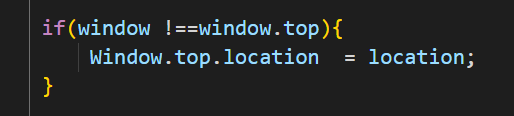 if(window !==window.top){
Window.top.location  = location;
}